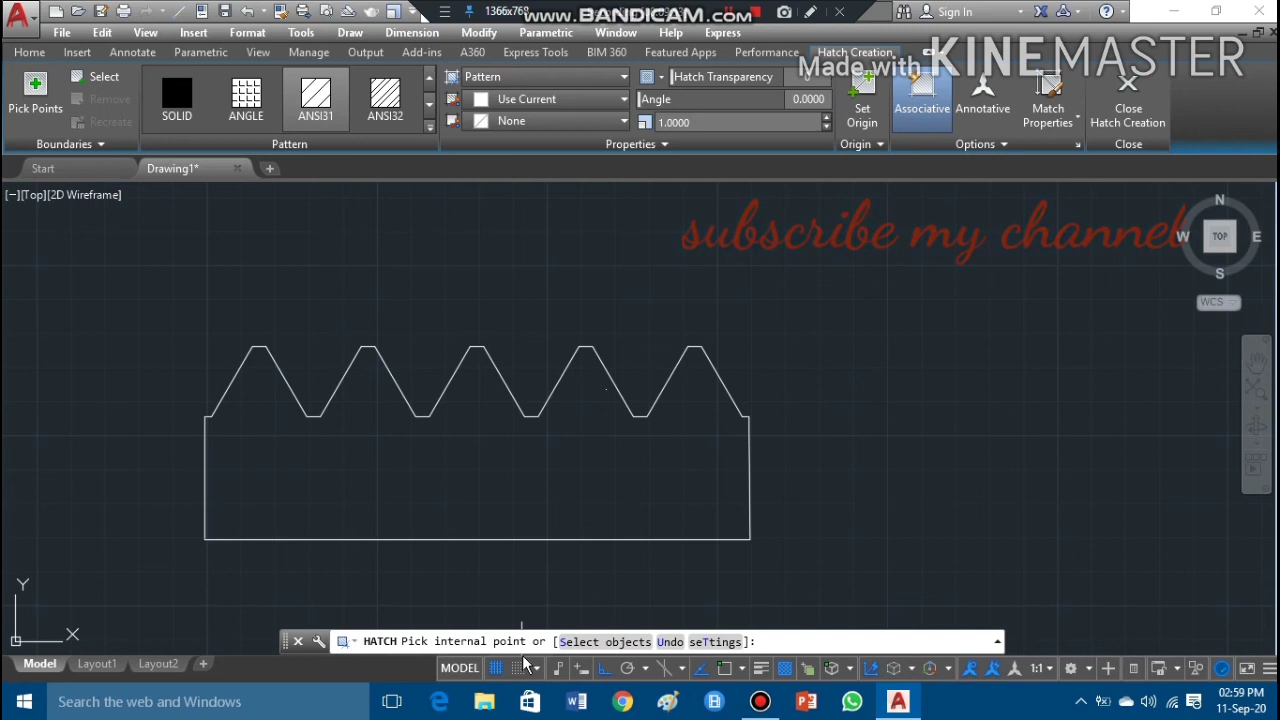 1366x768
www.BANDICAM.com
Sign In
File Edit View Insert Format Tools Draw Dimension Modify Parametric Window Help Express
Home Insert Annotate Parametric View Manage Output Add-ins A360 Express Tools BIM 360 Featured Apps Performance Hatch Creation
Made with KINEMASTER
Pick Points
Select
Remove
Recreate
Boundaries
SOLID
ANGLE
ANSI31
ANSI32
Pattern
Pattern
Use Current
None
Hatch Transparency
Angle 0.0000
1.0000
Properties
Set Origin
Origin
Associative
Annotative
Match Properties
Options
Close Hatch Creation
Close
Start
Drawing1*
[−][Top][2D Wireframe]
subscribe my channel
N
W
TOP
E
S
WCS
Y
X
HATCH Pick internal point or [Select objects Undo seTtings]:
Model Layout1 Layout2
MODEL
1:1
Search the web and Windows
02:59 PM
11-Sep-20